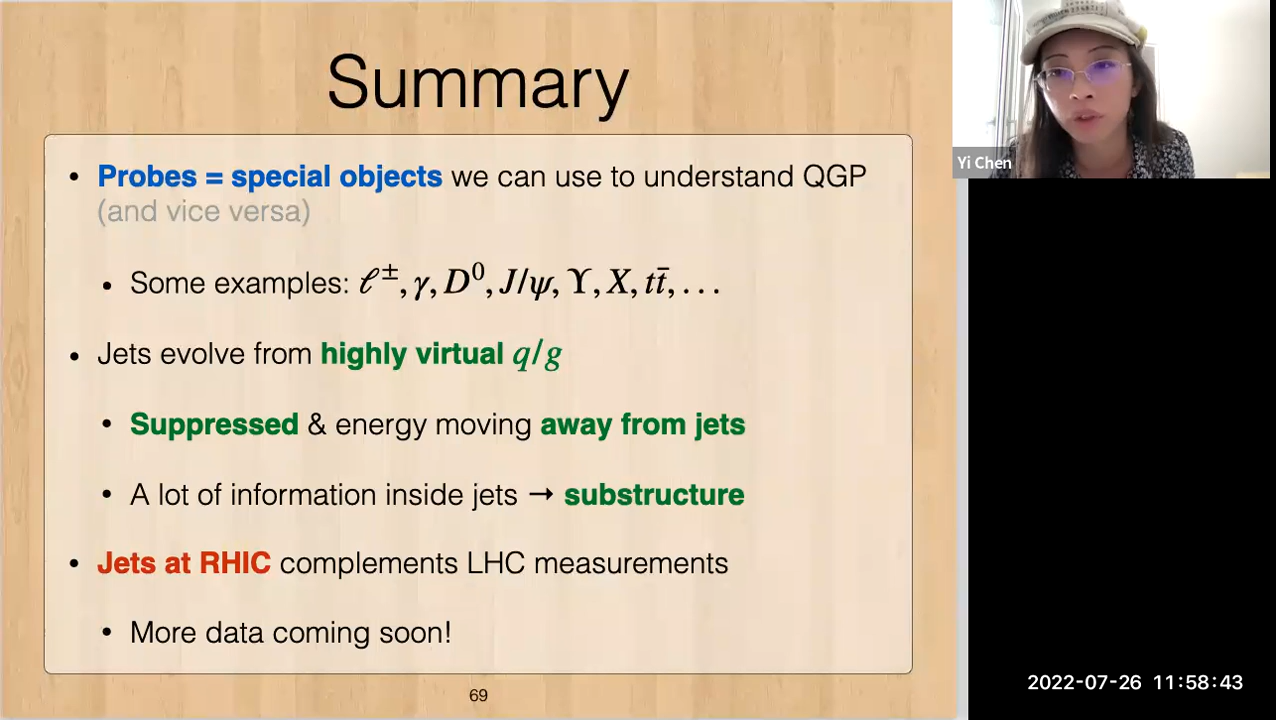 Summary
• Probes = special objects we can use to understand QGP
(and vice versa)
• Some examples: ℓ±, γ, D⁰, J/ψ, ϒ, X, tt̄, . . .
• Jets evolve from highly virtual q/g
• Suppressed & energy moving away from jets
• A lot of information inside jets → substructure
• Jets at RHIC complements LHC measurements
• More data coming soon!
69
Yi Chen
2022-07-26 11:58:43